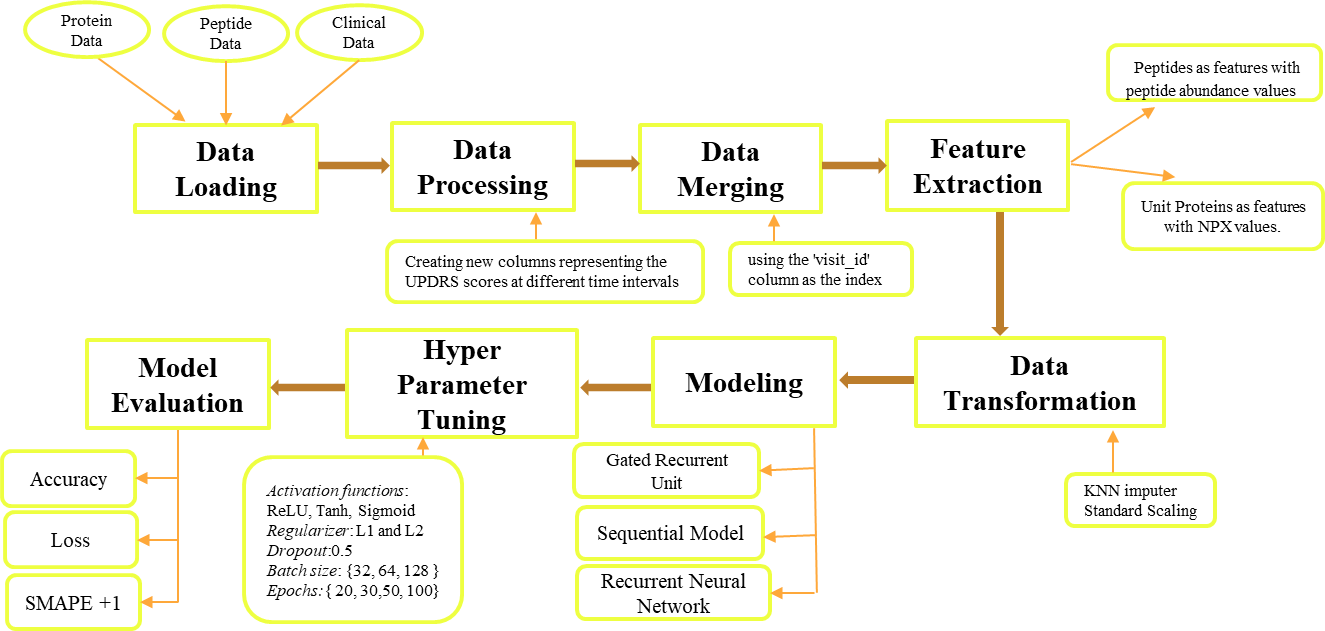 Protein
Data
Peptide
Data
Clinical
Data
Data
Loading
Data
Processing
Data
Merging
Feature
Extraction
Peptides as features with
peptide abundance values
Unit Proteins as features
with NPX values.
Creating new columns representing the
UPDRS scores at different time intervals
using the 'visit_id'
column as the index
Model
Evaluation
Hyper
Parameter
Tuning
Modeling
Data
Transformation
Accuracy
Loss
SMAPE +1
Activation functions:
ReLU, Tanh, Sigmoid
Regularizer: L1 and L2
Dropout:0.5
Batch size: {32, 64, 128 }
Epochs:{ 20, 30,50, 100}
Gated Recurrent
Unit
Sequential Model
Recurrent Neural
Network
KNN imputer
Standard Scaling